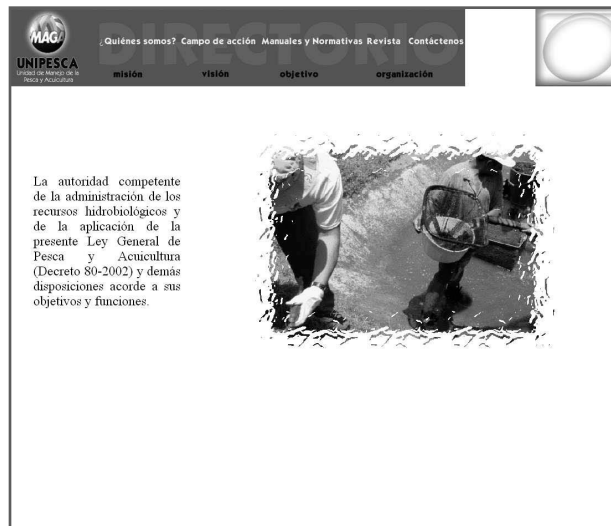 DIRECTORIO
MAGA
¿Quiénes somos? Campo de acción Manuales y Normativas Revista Contáctenos
UNIPESCA
Unidad de Manejo de la
Pesca y Acuicultura
misión visión objetivo organización
La autoridad competente
de la administración de los
recursos hidrobiológicos y
de la aplicación de la
presente Ley General de
Pesca y Acuicultura
(Decreto 80-2002) y demás
disposiciones acorde a sus
objetivos y funciones.